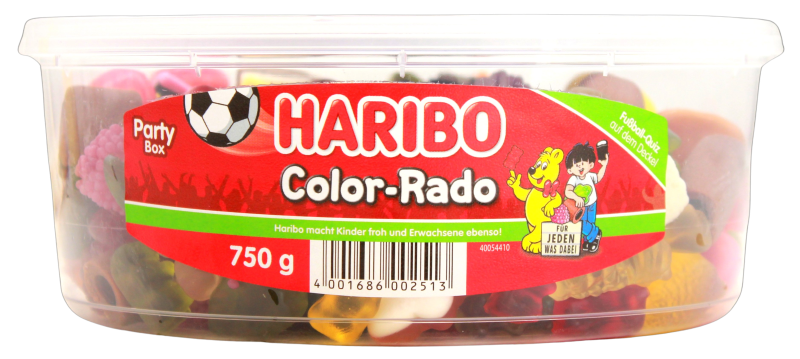 Party
Box
HARIBO
Color-Rado
Fußball-Quiz
auf dem Deckel
Haribo macht Kinder froh und Erwachsene ebenso!
FÜR
JEDEN
WAS DABEI
750 g
40054410
4 001686 002513